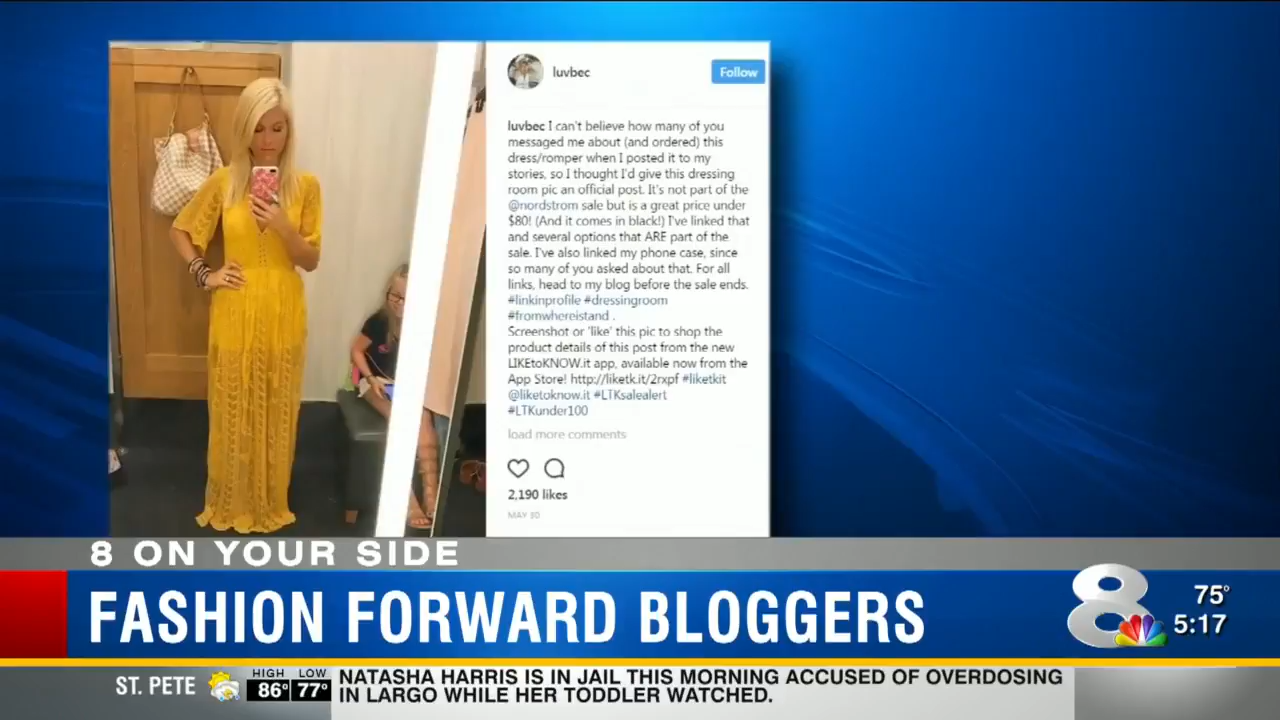 luvbec
Follow
luvbec I can't believe how many of you
messaged me about (and ordered) this
dress/romper when I posted it to my
stories, so I thought I'd give this dressing
room pic an official post. It's not part of the
@nordstrom sale but is a great price under
$80! (And it comes in black!) I've linked that
and several options that ARE part of the
sale. I've also linked my phone case, since
so many of you asked about that. For all
links, head to my blog before the sale ends.
#linkinprofile #dressingroom
#fromwhereistand .
Screenshot or 'like' this pic to shop the
product details of this post from the new
LIKEtoKNOW.it app, available now from the
App Store! http://liketk.it/2rxpf #liketkit
@liketoknow.it #LTKsalealert
#LTKunder100
load more comments
2,190 likes
MAY
8 ON YOUR SIDE
FASHION FORWARD BLOGGERS
8
75°
5:17
ST. PETE
HIGH LOW
86° 77°
NATASHA HARRIS IS IN JAIL THIS MORNING ACCUSED OF OVERDOSING
IN LARGO WHILE HER TODDLER WATCHED.